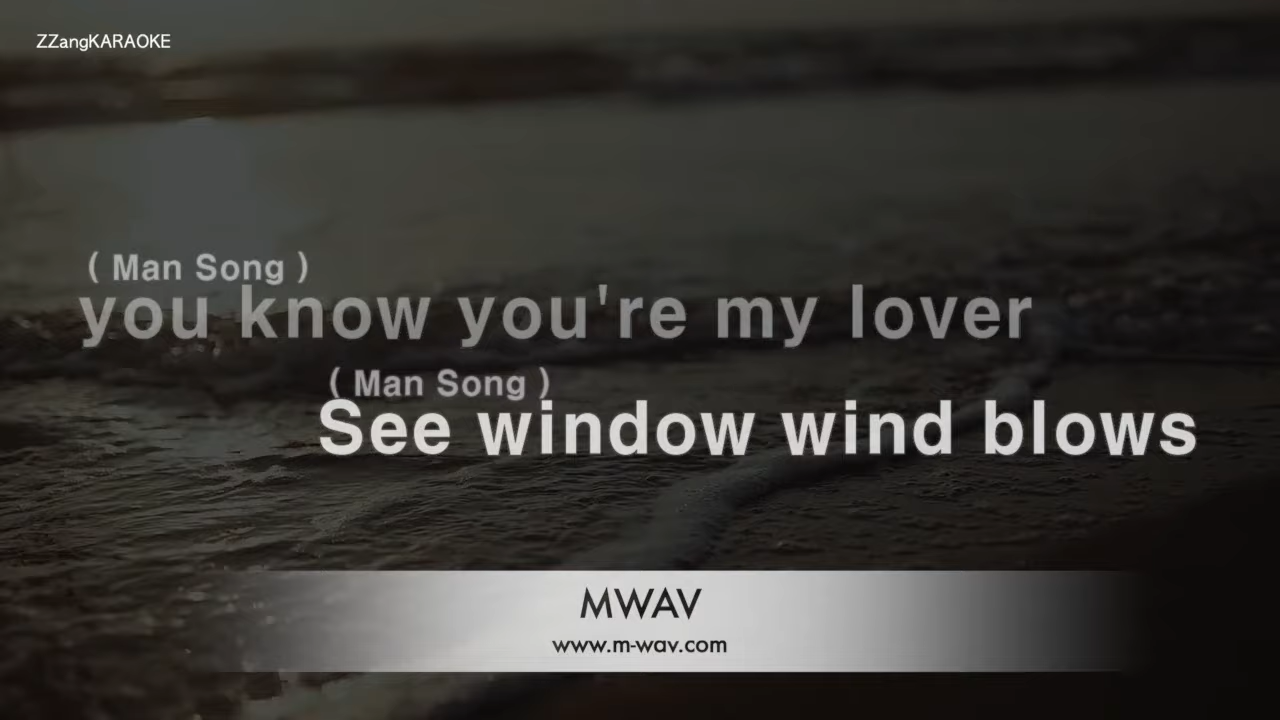 ZZangKARAOKE
( Man Song )
you know you're my lover
( Man Song )
See window wind blows
MWAV
www.m-wav.com